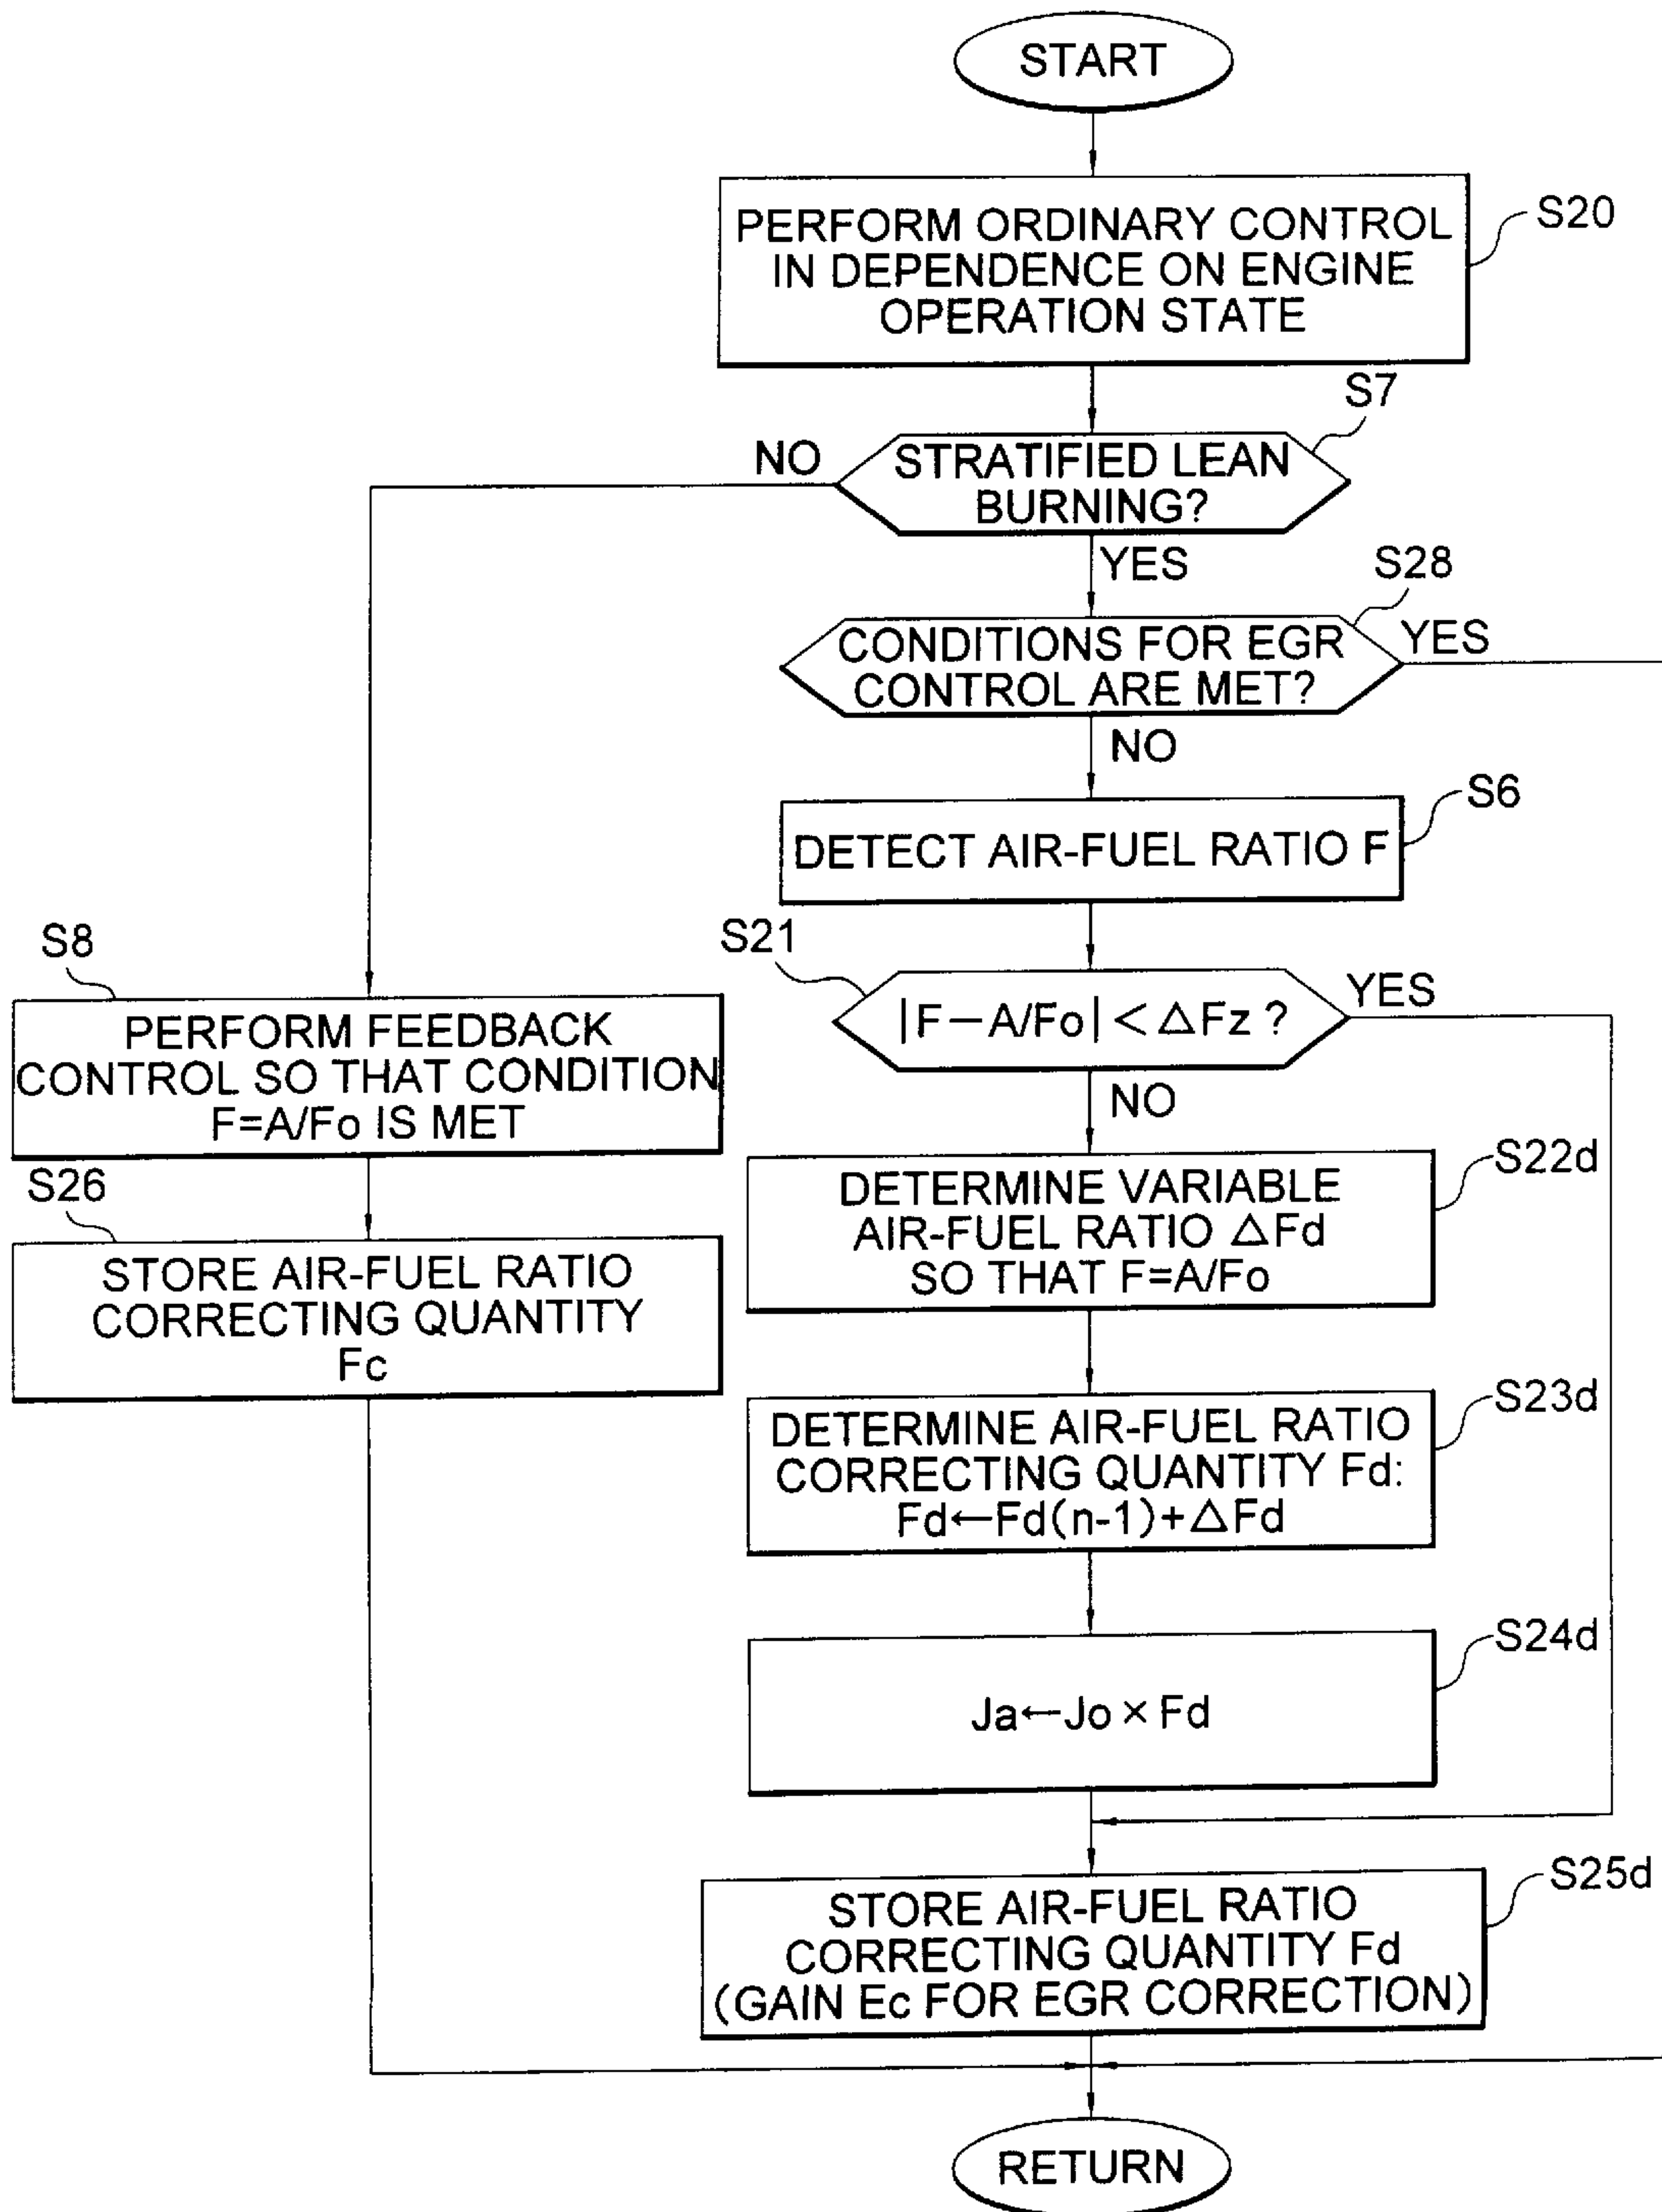 START
PERFORM ORDINARY CONTROL
IN DEPENDENCE ON ENGINE
OPERATION STATE
S20
S7
NO
STRATIFIED LEAN
BURNING?
YES
S28
CONDITIONS FOR EGR
CONTROL ARE MET?
YES
NO
S6
DETECT AIR-FUEL RATIO F
S21
|F−A/Fo| < △Fz ?
YES
NO
S8
PERFORM FEEDBACK
CONTROL SO THAT CONDITION
F=A/Fo IS MET
S26
STORE AIR-FUEL RATIO
CORRECTING QUANTITY
Fc
S22d
DETERMINE VARIABLE
AIR-FUEL RATIO △Fd
SO THAT F=A/Fo
S23d
DETERMINE AIR-FUEL RATIO
CORRECTING QUANTITY Fd:
Fd←Fd(n-1)+△Fd
S24d
Ja←Jo × Fd
S25d
STORE AIR-FUEL RATIO
CORRECTING QUANTITY Fd
(GAIN Ec FOR EGR CORRECTION)
RETURN